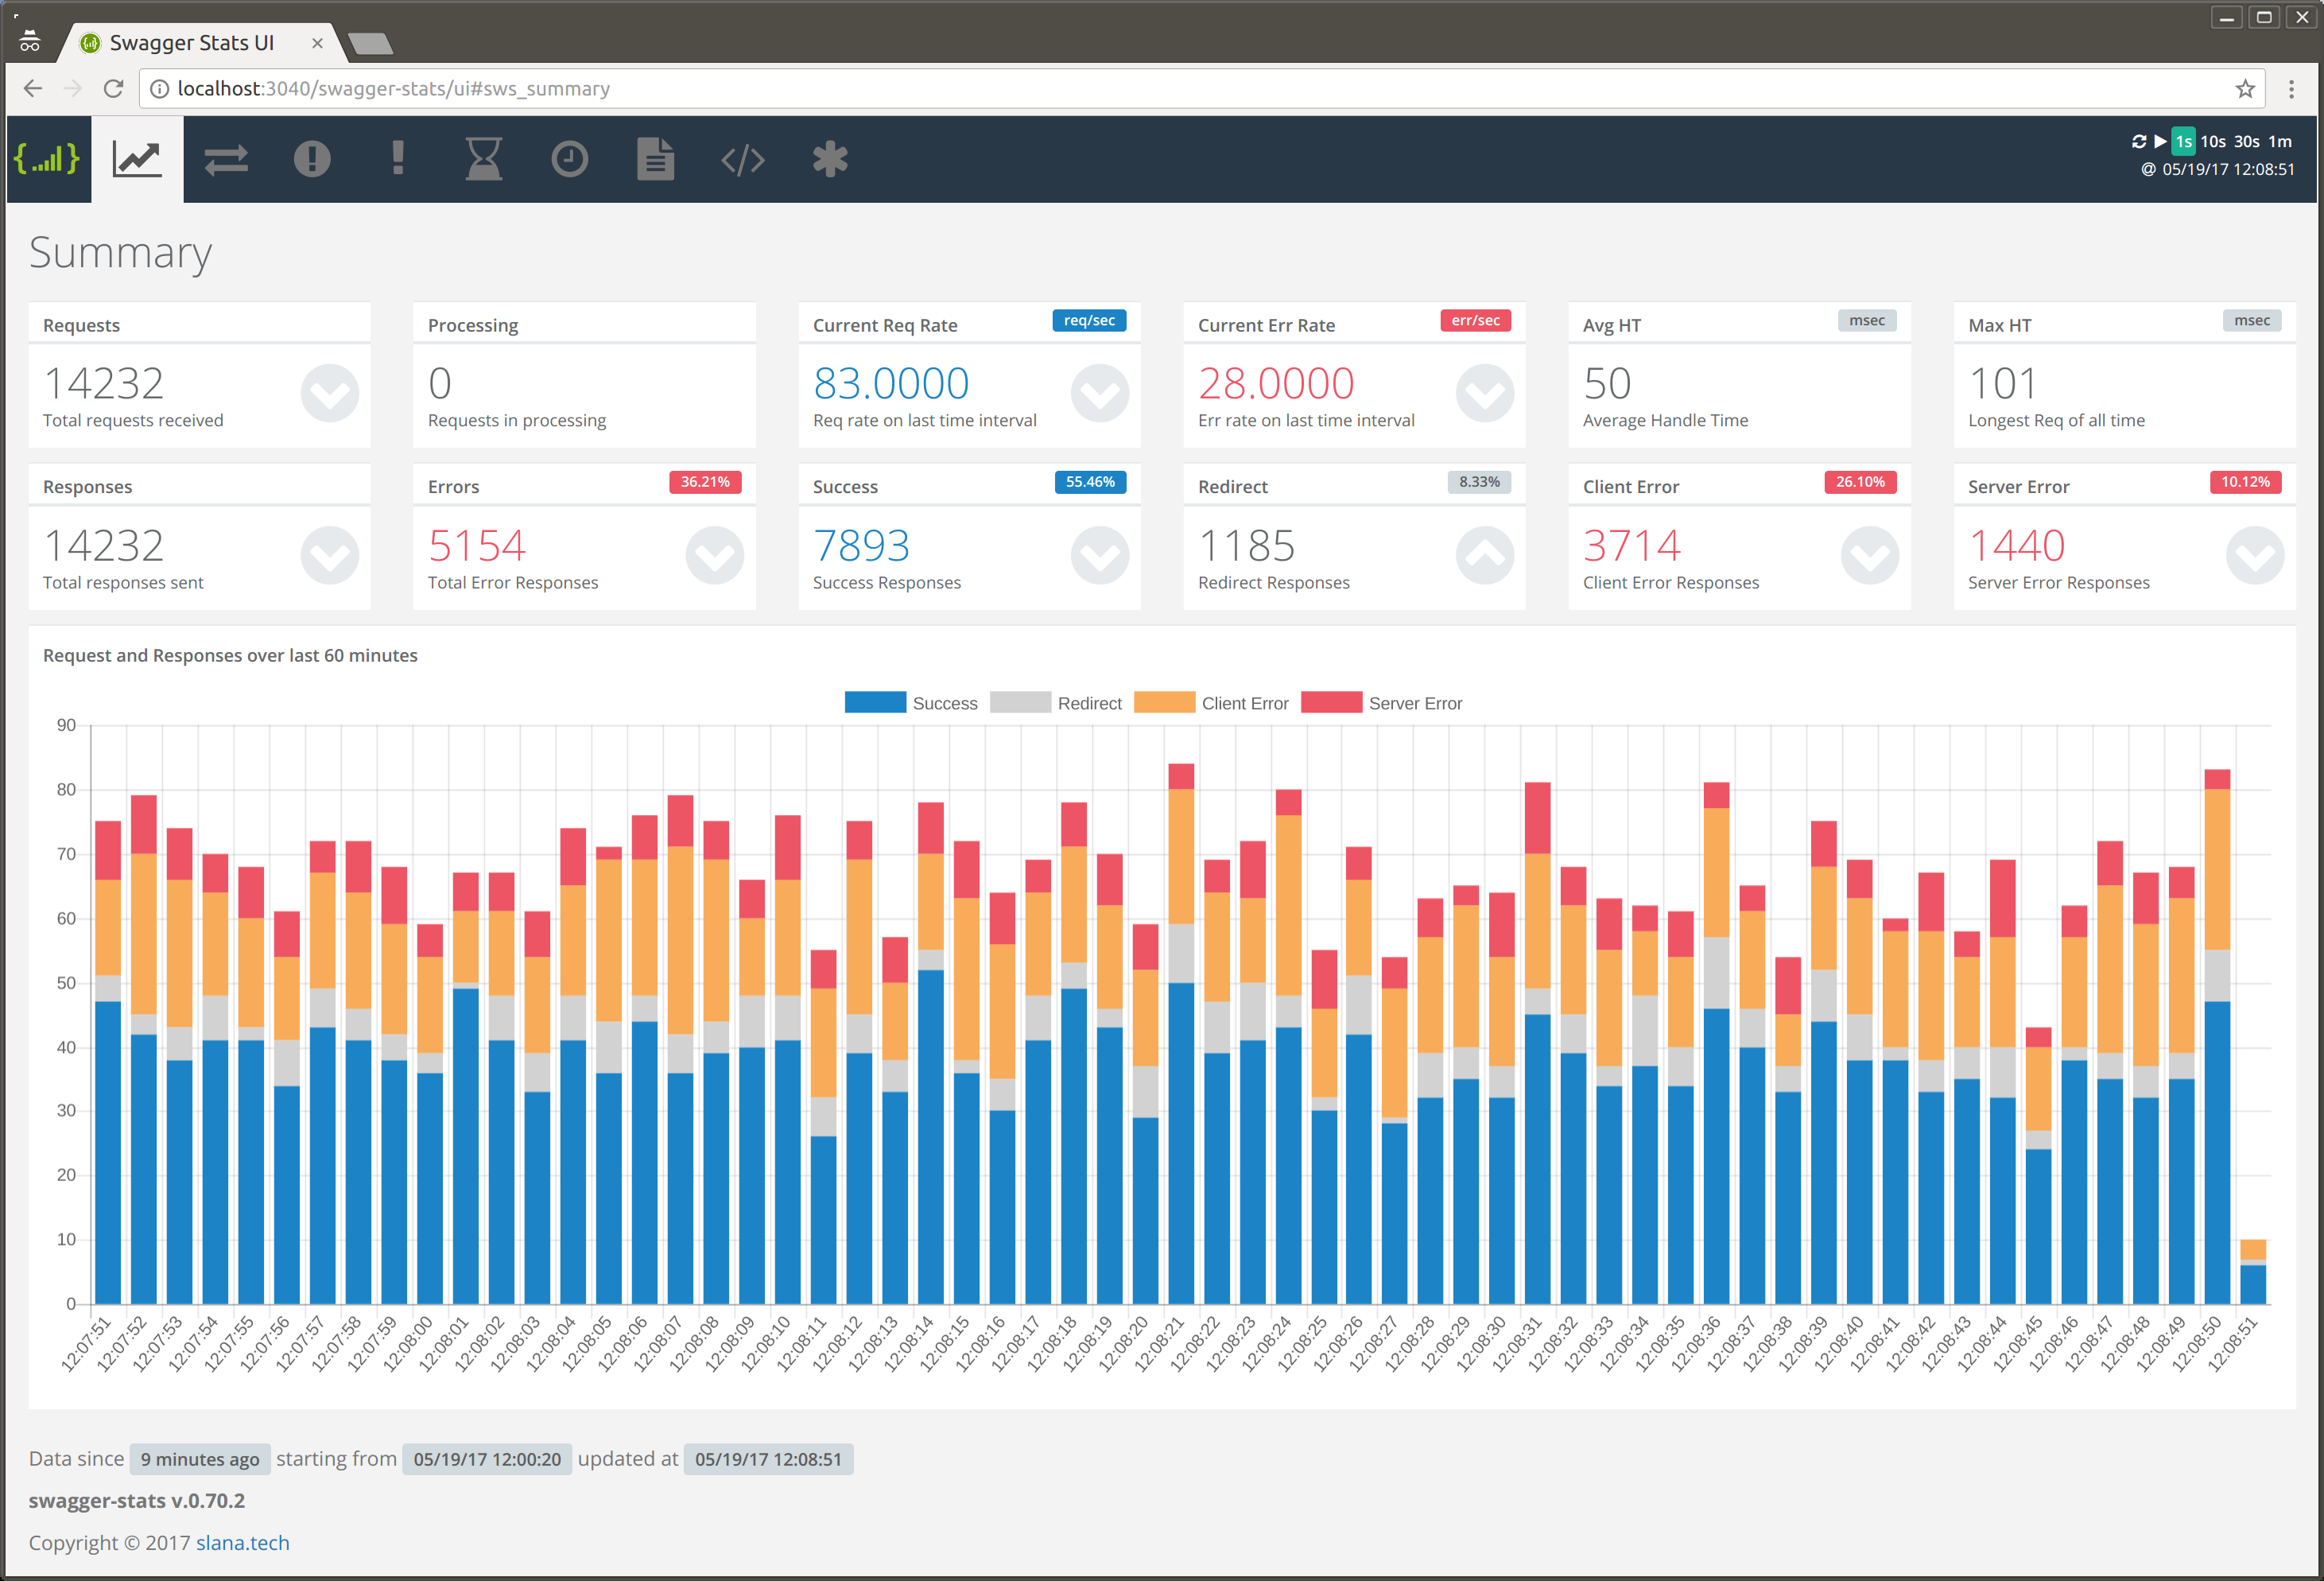 Swagger Stats UI
localhost:3040/swagger-stats/ui#sws_summary
1s 10s 30s 1m
@ 05/19/17 12:08:51
Summary
Requests
14232
Total requests received
Processing
0
Requests in processing
Current Req Rate req/sec
83.0000
Req rate on last time interval
Current Err Rate err/sec
28.0000
Err rate on last time interval
Avg HT msec
50
Average Handle Time
Max HT msec
101
Longest Req of all time
Responses
14232
Total responses sent
Errors 36.21%
5154
Total Error Responses
Success 55.46%
7893
Success Responses
Redirect 8.33%
1185
Redirect Responses
Client Error 26.10%
3714
Client Error Responses
Server Error 10.12%
1440
Server Error Responses
Request and Responses over last 60 minutes
Success Redirect Client Error Server Error
90
80
70
60
50
40
30
20
10
0
12:07:51 12:07:52 12:07:53 12:07:54 12:07:55 12:07:56 12:07:57 12:07:58 12:07:59 12:08:00 12:08:01 12:08:02 12:08:03 12:08:04 12:08:05 12:08:06 12:08:07 12:08:08 12:08:09 12:08:10 12:08:11 12:08:12 12:08:13 12:08:14 12:08:15 12:08:16 12:08:17 12:08:18 12:08:19 12:08:20 12:08:21 12:08:22 12:08:23 12:08:24 12:08:25 12:08:26 12:08:27 12:08:28 12:08:29 12:08:30 12:08:31 12:08:32 12:08:33 12:08:34 12:08:35 12:08:36 12:08:37 12:08:38 12:08:39 12:08:40 12:08:41 12:08:42 12:08:43 12:08:44 12:08:45 12:08:46 12:08:47 12:08:48 12:08:49 12:08:50 12:08:51
Data since 9 minutes ago starting from 05/19/17 12:00:20 updated at 05/19/17 12:08:51
swagger-stats v.0.70.2
Copyright © 2017 slana.tech